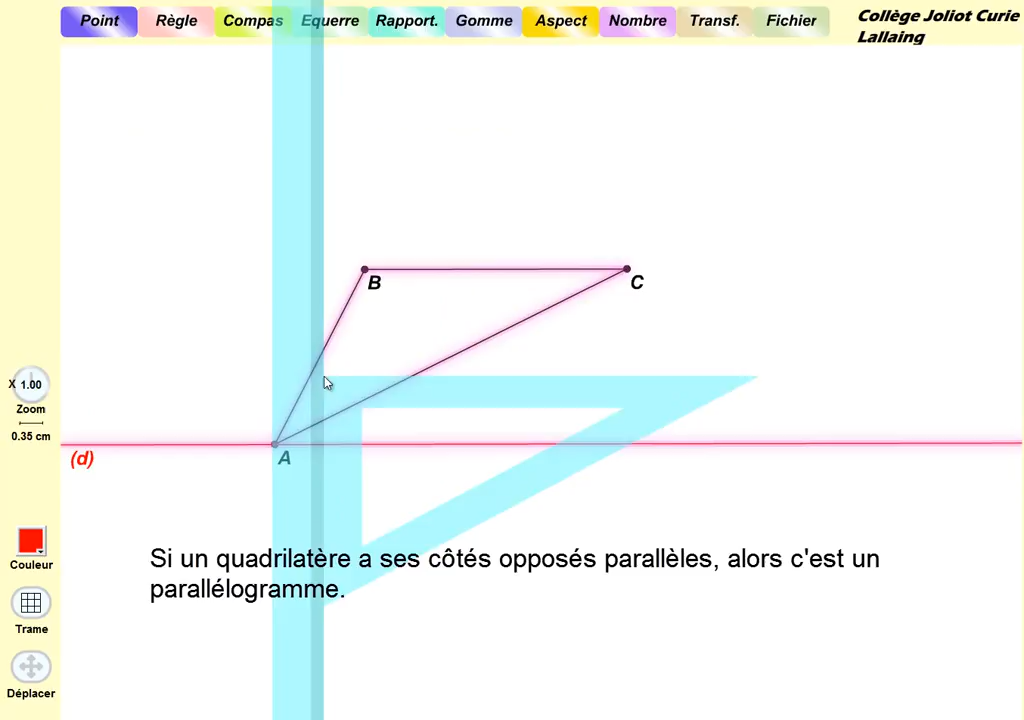 Point Règle Compas Equerre Rapport. Gomme Aspect Nombre Transf. Fichier
Collège Joliot Curie
Lallaing
B
C
X 1.00
Zoom
0.35 cm
(d)
A
Couleur
Si un quadrilatère a ses côtés opposés parallèles, alors c'est un
parallélogramme.
Trame
Déplacer